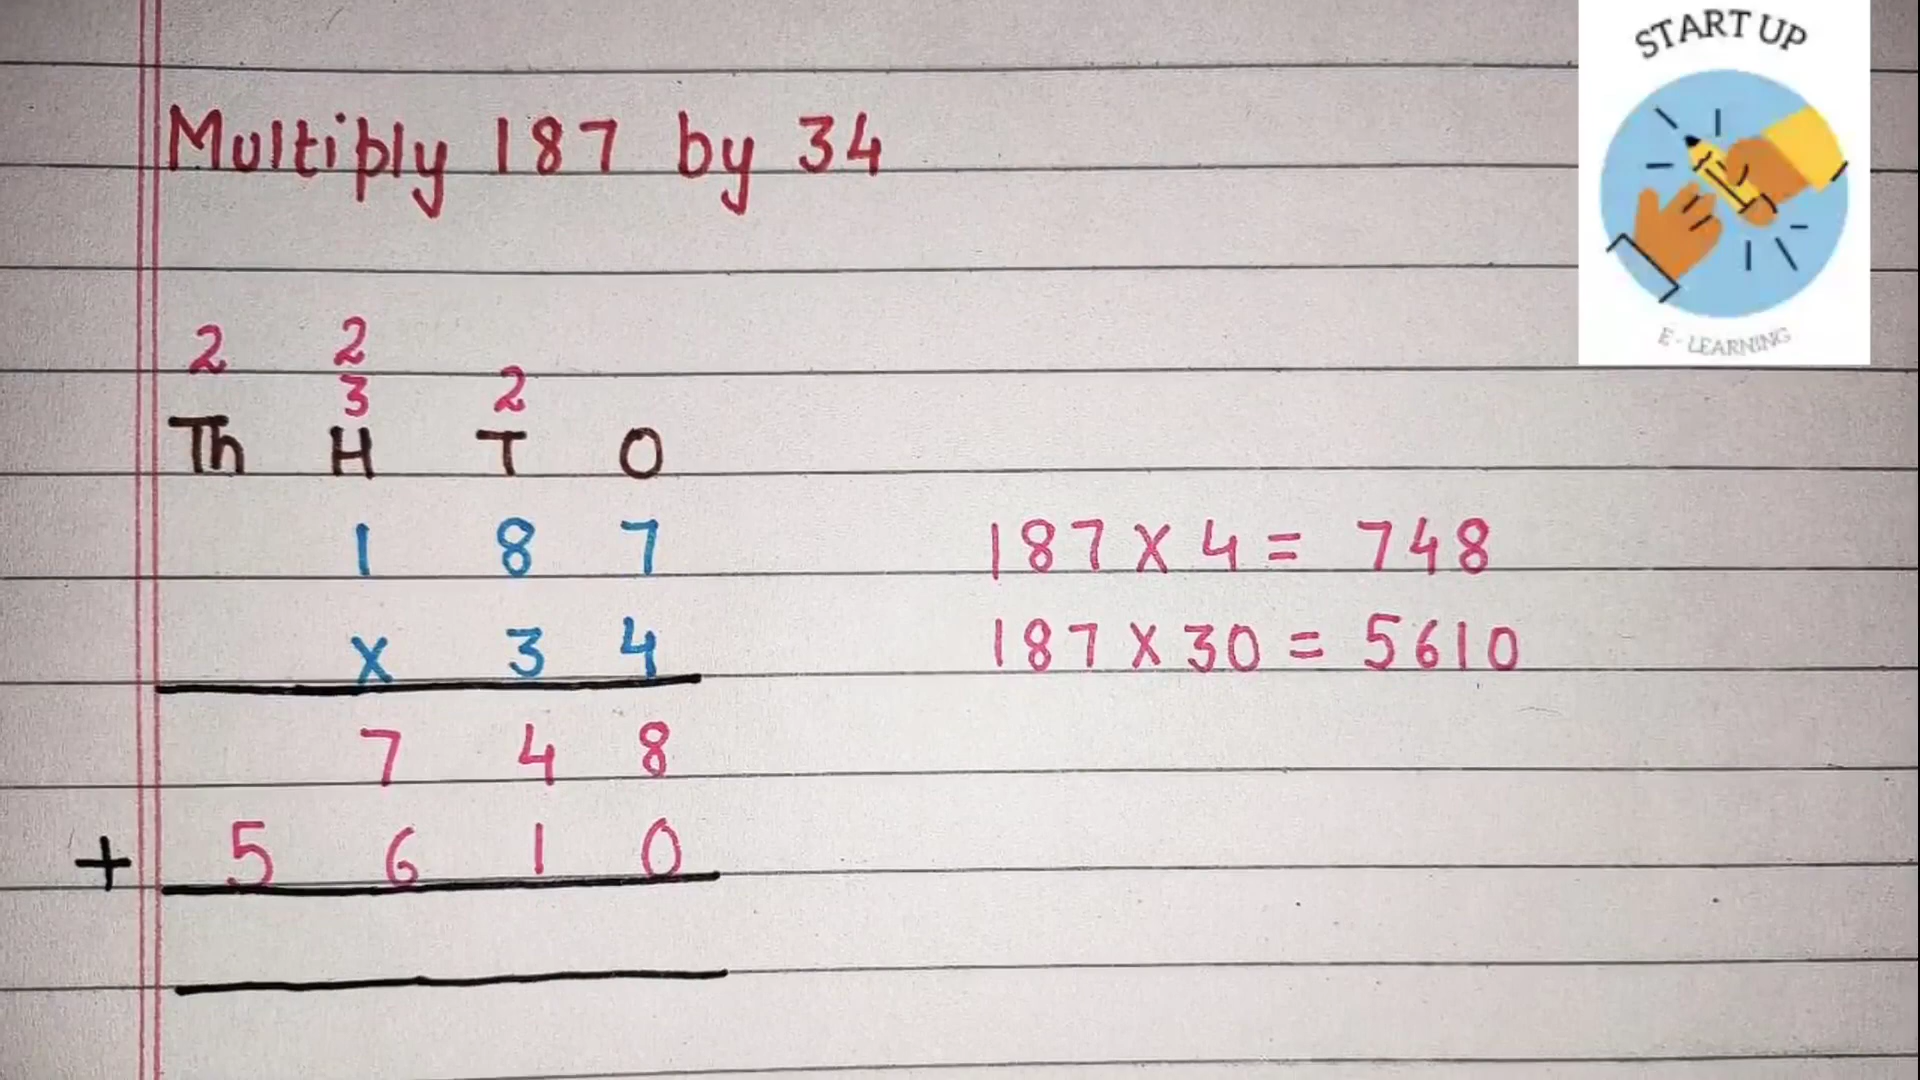 START UP
E-LEARNING
Multiply 187 by 34
2 2
3 2
Th H T O
1 8 7
x 3 4
7 4 8
+ 5 6 1 0
187 x 4 = 748
187 x 30 = 5610